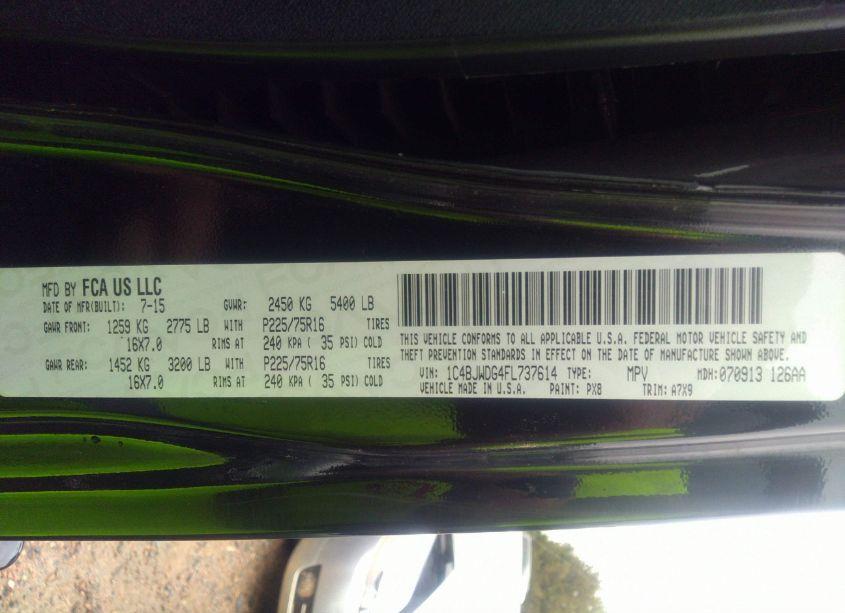 MFD BY FCA US LLC
DATE OF MFR(BUILT): 7-15 GVWR: 2450 KG 5400 LB
GAWR FRONT: 1259 KG 2775 LB WITH P225/75R16 TIRES
16X7.0 RIMS AT 240 KPA ( 35 PSI) COLD
GAWR REAR: 1452 KG 3200 LB WITH P225/75R16 TIRES
16X7.0 RIMS AT 240 KPA ( 35 PSI) COLD
THIS VEHICLE CONFORMS TO ALL APPLICABLE U.S.A. FEDERAL MOTOR VEHICLE SAFETY AND
THEFT PREVENTION STANDARDS IN EFFECT ON THE DATE OF MANUFACTURE SHOWN ABOVE.
VIN: 1C4BJWDG4FL737614 TYPE: MPV MDH: 070913 126AA
VEHICLE MADE IN U.S.A. PAINT: PX8 TRIM: A7X9